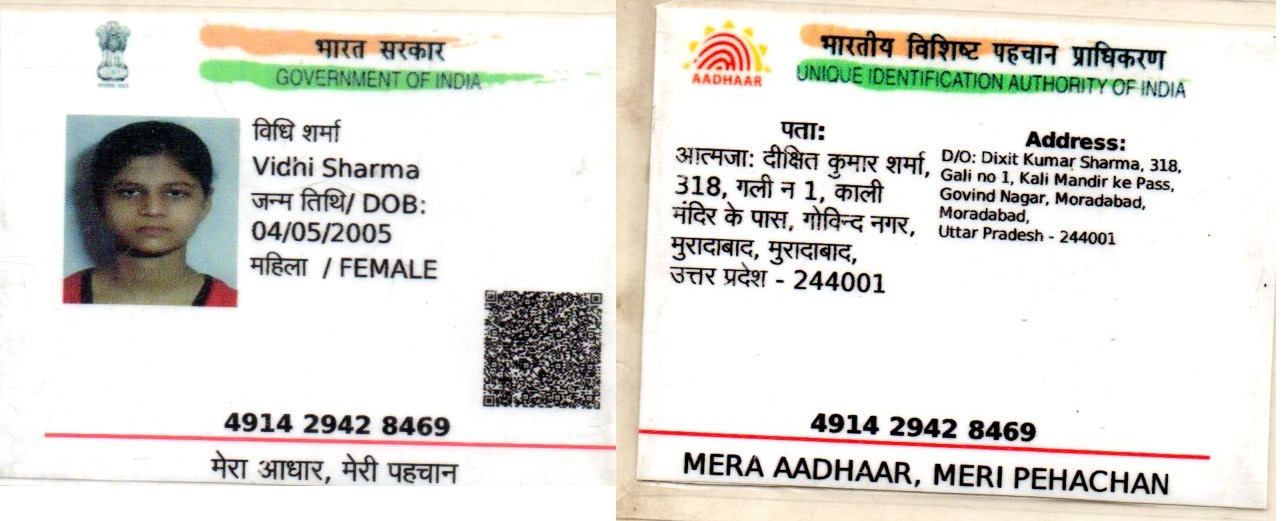 भारत सरकार
GOVERNMENT OF INDIA
विधि शर्मा
Vidhi Sharma
जन्म तिथि/ DOB:
04/05/2005
महिला / FEMALE
4914 2942 8469
मेरा आधार, मेरी पहचान
AADHAAR
भारतीय विशिष्ट पहचान प्राधिकरण
UNIQUE IDENTIFICATION AUTHORITY OF INDIA
पता:
आत्मजा: दीक्षित कुमार शर्मा,
318, गली न 1, काली
मंदिर के पास, गोविन्द नगर,
मुरादाबाद, मुरादाबाद,
उत्तर प्रदेश - 244001
Address:
D/O: Dixit Kumar Sharma, 318,
Gali no 1, Kali Mandir ke Pass,
Govind Nagar, Moradabad,
Moradabad,
Uttar Pradesh - 244001
4914 2942 8469
MERA AADHAAR, MERI PEHACHAN